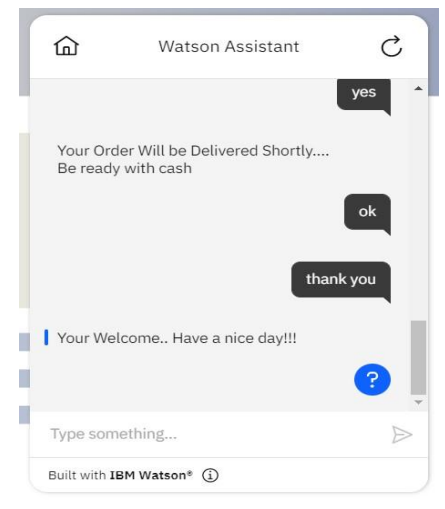 Watson Assistant
yes
Your Order Will be Delivered Shortly....
Be ready with cash
ok
thank you
Your Welcome.. Have a nice day!!!
?
Type something...
Built with IBM Watson®